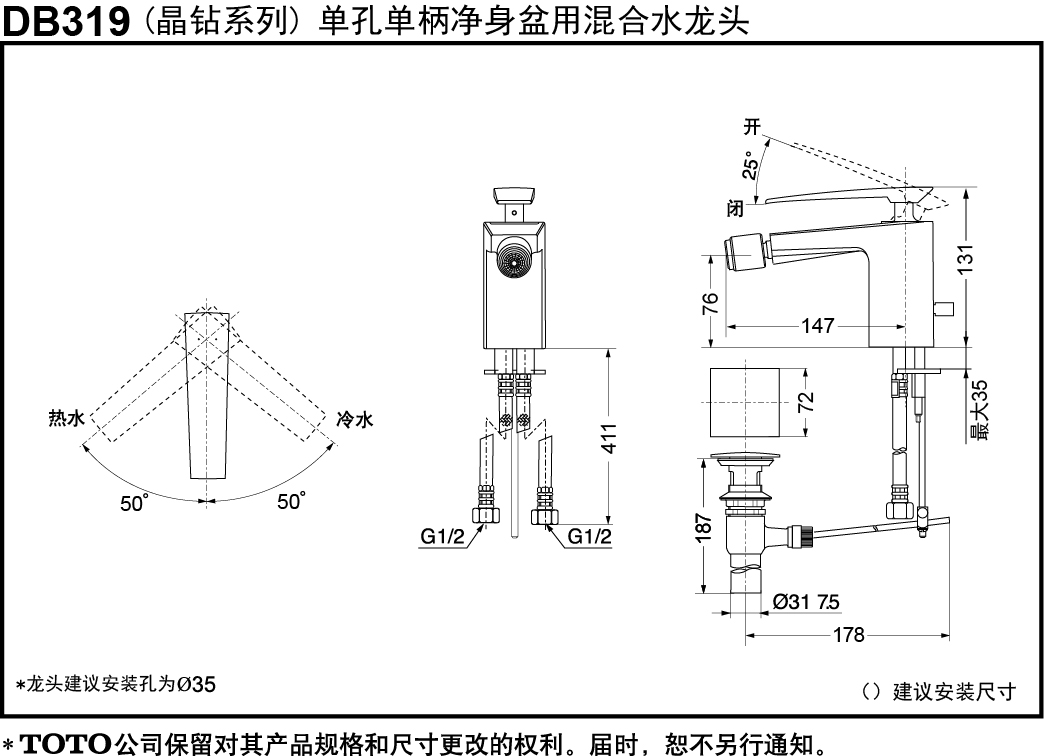 DB319 (晶钻系列) 单孔单柄净身盆用混合水龙头
开
25°
闭
131
76
147
热水
冷水
50°
50°
411
72
最大35
G1/2
G1/2
187
Ø31.75
178
*龙头建议安装孔为Ø35
() 建议安装尺寸
* TOTO公司保留对其产品规格和尺寸更改的权利。届时，恕不另行通知。